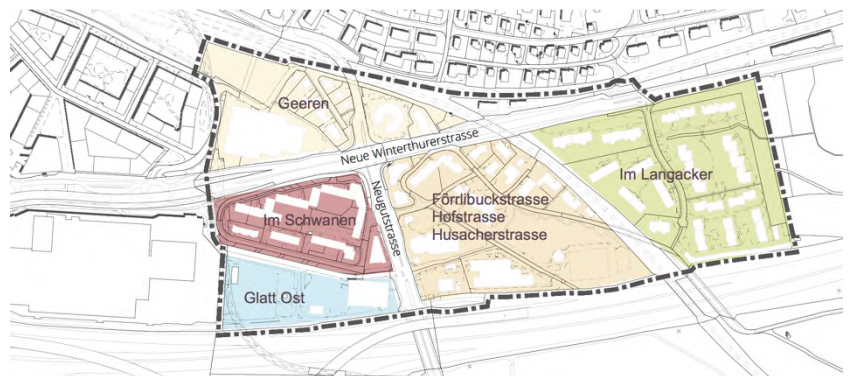 Geeren
Neue Winterthurerstrasse
Im Langacker
Neugutstrasse
Im Schwanen
Förrlibuckstrasse
Hofstrasse
Husacherstrasse
Glatt Ost